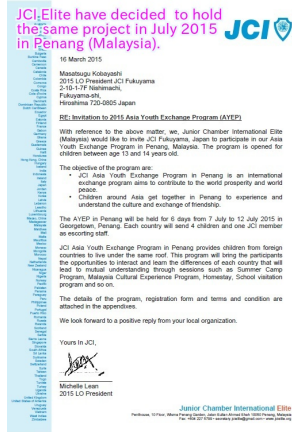 JCI Elite have decided to hold
the same project in July 2015
in Penang (Malaysia).
JCI
16 March 2015
Masatsugu Kobayashi
2015 LO President JCI Fukuyama
2-10-1-7F Nishimachi,
Fukuyama-shi,
Hiroshima 720-0805 Japan
RE: Invitation to 2015 Asia Youth Exchange Program (AYEP)
With reference to the above matter, we, Junior Chamber International Elite
(Malaysia) would like to invite JCI Fukuyama, Japan to participate in our Asia
Youth Exchange Program in Penang, Malaysia. The program is opened for
children between age 13 and 14 years old.
The objective of the program are:
• JCI Asia Youth Exchange Program in Penang is an international
exchange program aims to contribute to the world prosperity and world
peace.
• Children around Asia get together in Penang to experience and
understand the culture and exchange of friendship.
The AYEP in Penang will be held for 6 days from 7 July to 12 July 2015 in
Georgetown, Penang. Each country will send 4 children and one JCI member
as escorting staff.
JCI Asia Youth Exchange Program in Penang provides children from foreign
countries to live under the same roof. This program will bring the participants
the opportunities to interact and learn the differences of each country that will
lead to mutual understanding through sessions such as Summer Camp
Program, Malaysia Cultural Experience Program, Homestay, School visitation
program and so on.
The details of the program, registration form and terms and condition are
attached in the appendixes.
We look forward to a positive reply from your local organization.
Yours In JCI,
Michelle Lean
2015 LO President
Junior Chamber International Elite